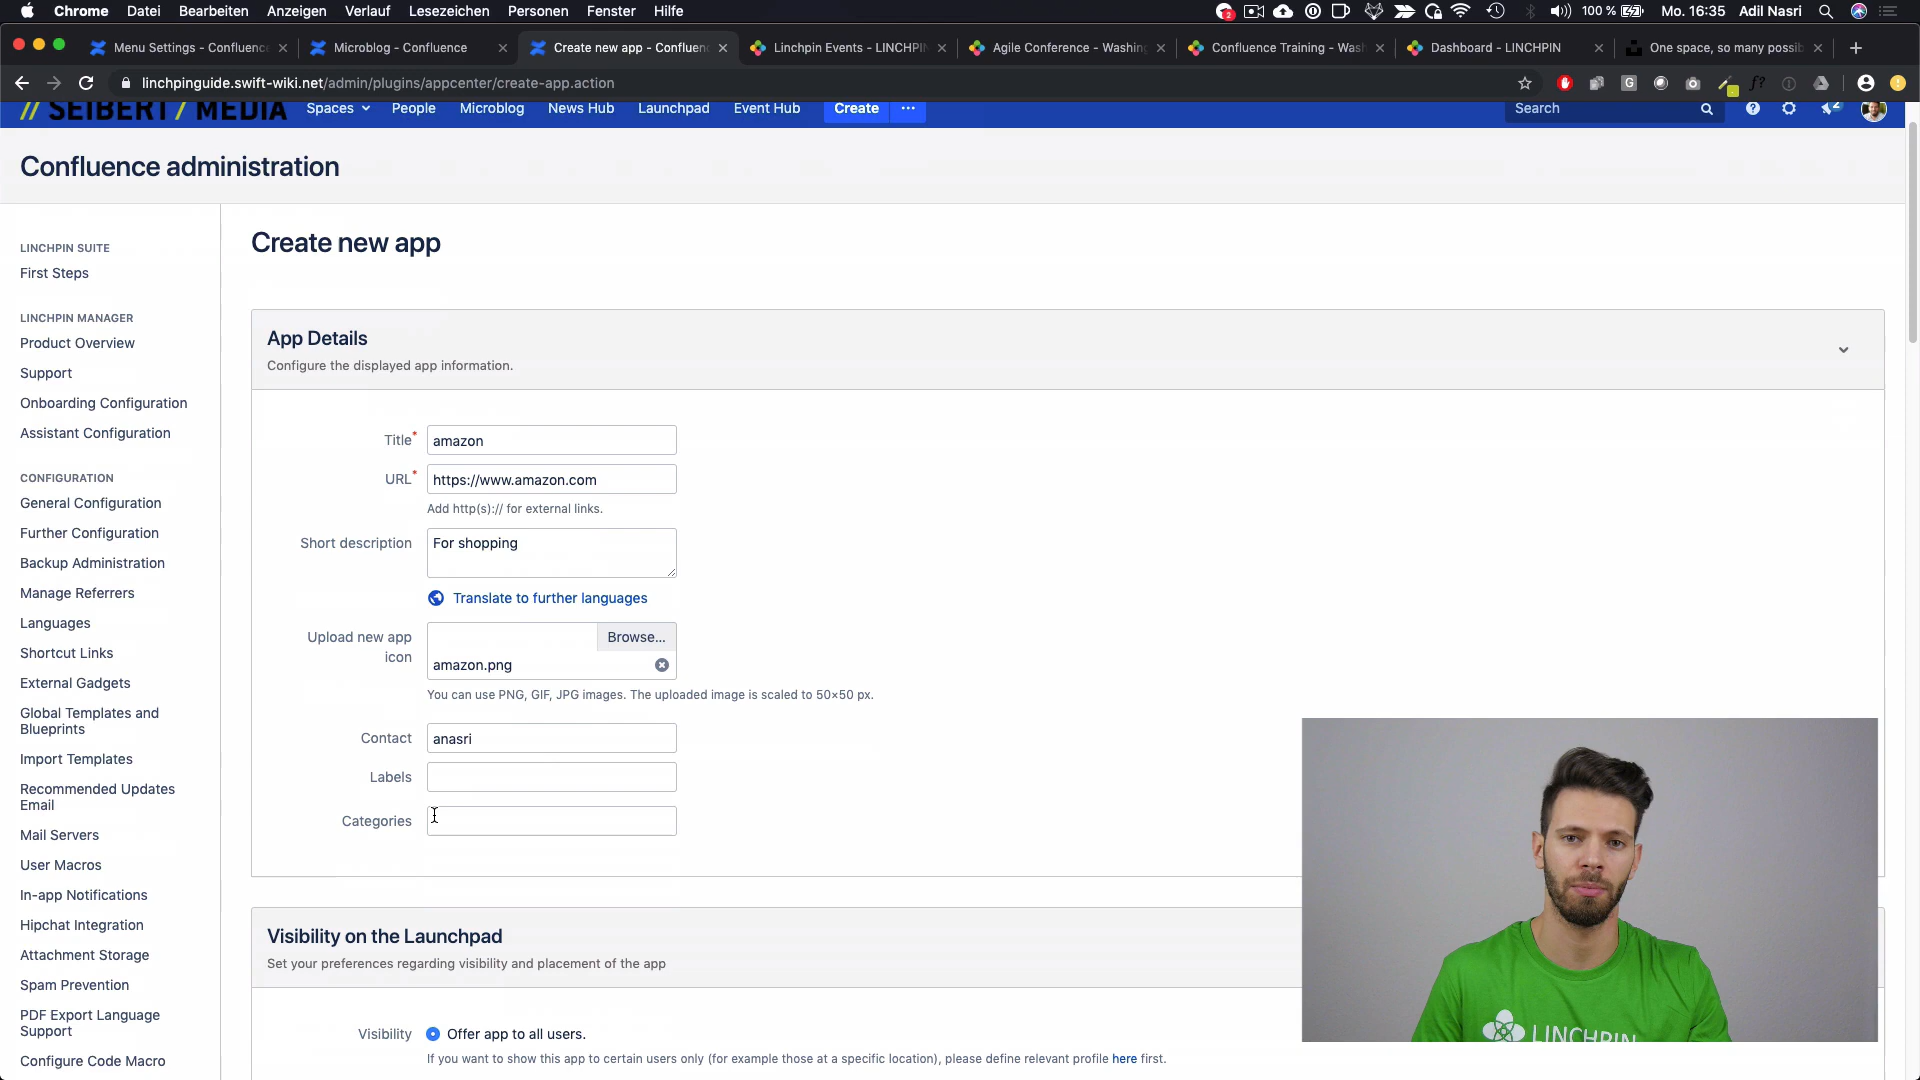 Chrome Datei Bearbeiten Anzeigen Verlauf Lesezeichen Personen Fenster Hilfe 2 100 % Mo. 16:35 Adil Nasri
Menu Settings - Confluence Microblog - Confluence Create new app - Confluen Linchpin Events - LINCHPIN Agile Conference - Washing Confluence Training - Wash Dashboard - LINCHPIN One space, so many possib
linchpinguide.swift-wiki.net/admin/plugins/appcenter/create-app.action
// SEIBERT / MEDIA Spaces People Microblog News Hub Launchpad Event Hub Create ··· Search 2
Confluence administration
LINCHPIN SUITE
First Steps
LINCHPIN MANAGER
Product Overview
Support
Onboarding Configuration
Assistant Configuration
CONFIGURATION
General Configuration
Further Configuration
Backup Administration
Manage Referrers
Languages
Shortcut Links
External Gadgets
Global Templates and
Blueprints
Import Templates
Recommended Updates
Email
Mail Servers
User Macros
In-app Notifications
Hipchat Integration
Attachment Storage
Spam Prevention
PDF Export Language
Support
Configure Code Macro
Create new app
App Details
Configure the displayed app information.
Title* amazon
URL* https://www.amazon.com
Add http(s):// for external links.
Short description For shopping
Translate to further languages
Upload new app
icon
Browse...
amazon.png
You can use PNG, GIF, JPG images. The uploaded image is scaled to 50×50 px.
Contact anasri
Labels
Categories
Visibility on the Launchpad
Set your preferences regarding visibility and placement of the app
Visibility Offer app to all users.
If you want to show this app to certain users only (for example those at a specific location), please define relevant profile here first.
LINCHPIN